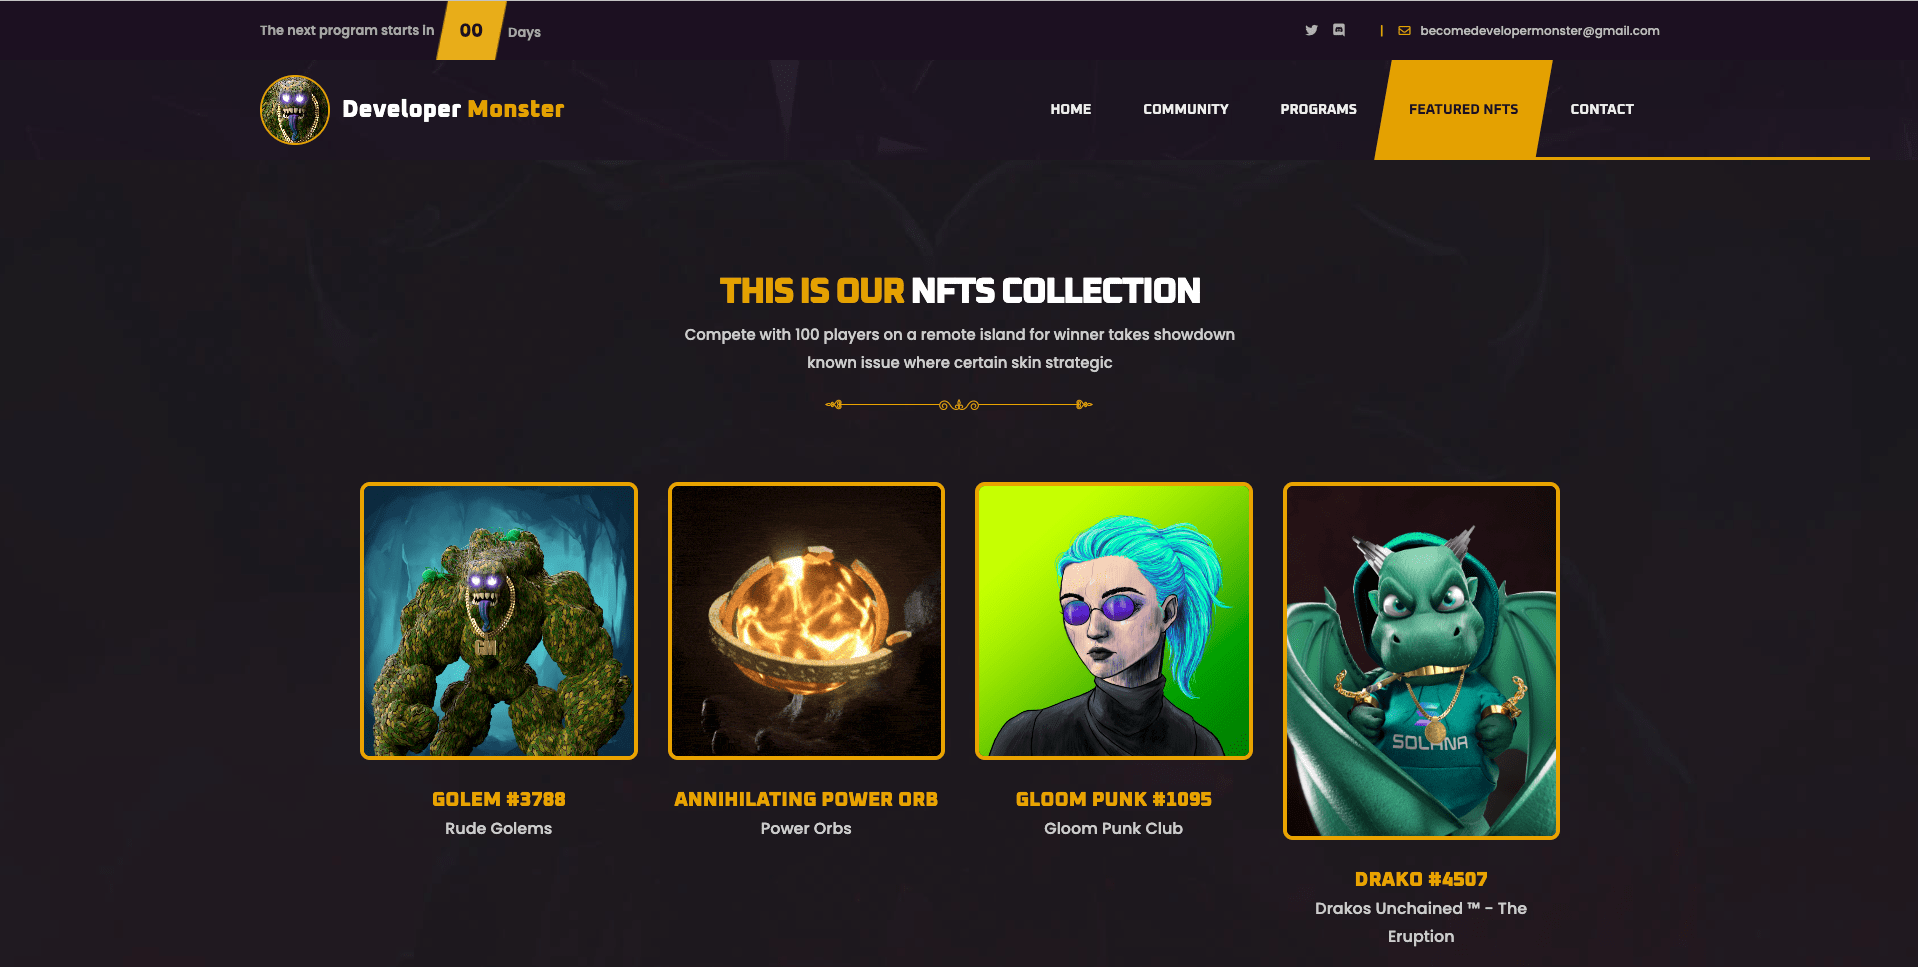 The next program starts in 00 Days
becomedevelopermonster@gmail.com
Developer Monster
HOME COMMUNITY PROGRAMS FEATURED NFTS CONTACT
THIS IS OUR NFTS COLLECTION
Compete with 100 players on a remote island for winner takes showdown
known issue where certain skin strategic
GM
SOLANA
GOLEM #3788
Rude Golems
ANNIHILATING POWER ORB
Power Orbs
GLOOM PUNK #1095
Gloom Punk Club
DRAKO #4507
Drakos Unchained ™ - The
Eruption